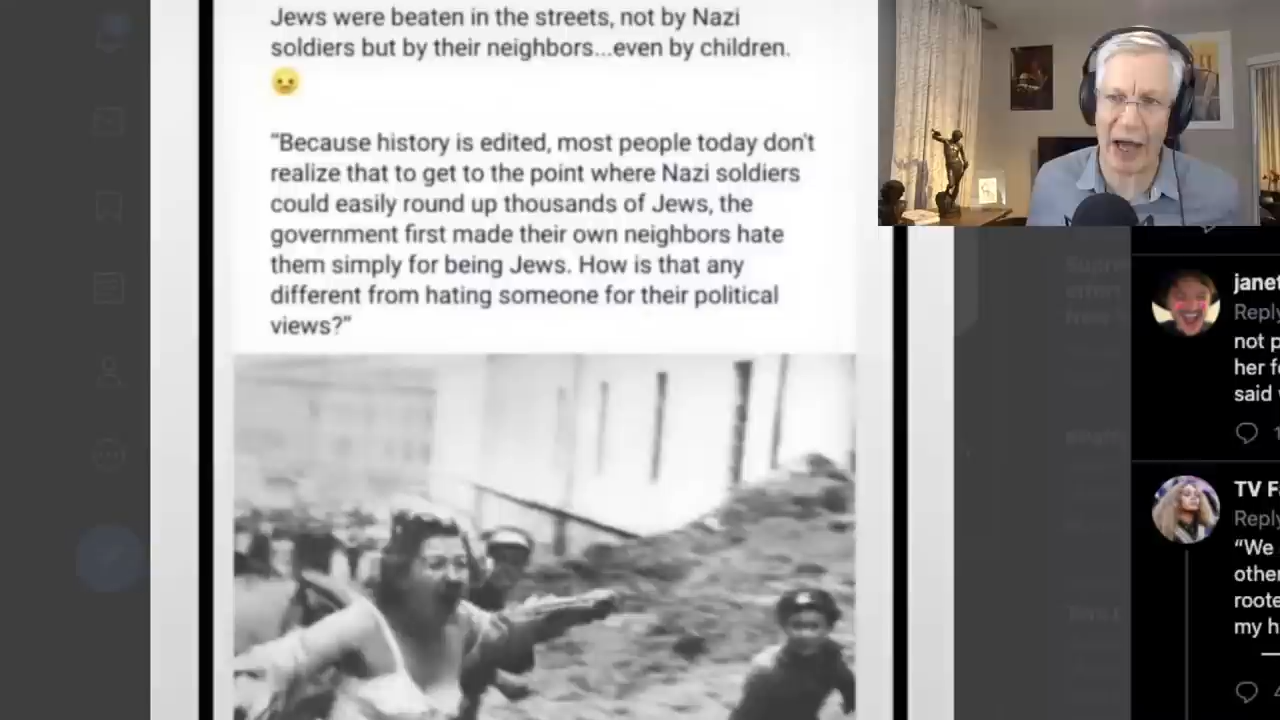 Jews were beaten in the streets, not by Nazi
soldiers but by their neighbors...even by children.
“Because history is edited, most people today don't
realize that to get to the point where Nazi soldiers
could easily round up thousands of Jews, the
government first made their own neighbors hate
them simply for being Jews. How is that any
different from hating someone for their political
views?”
janet
Reply
not p
her f
said
TV F
Reply
“We
other
roote
my h